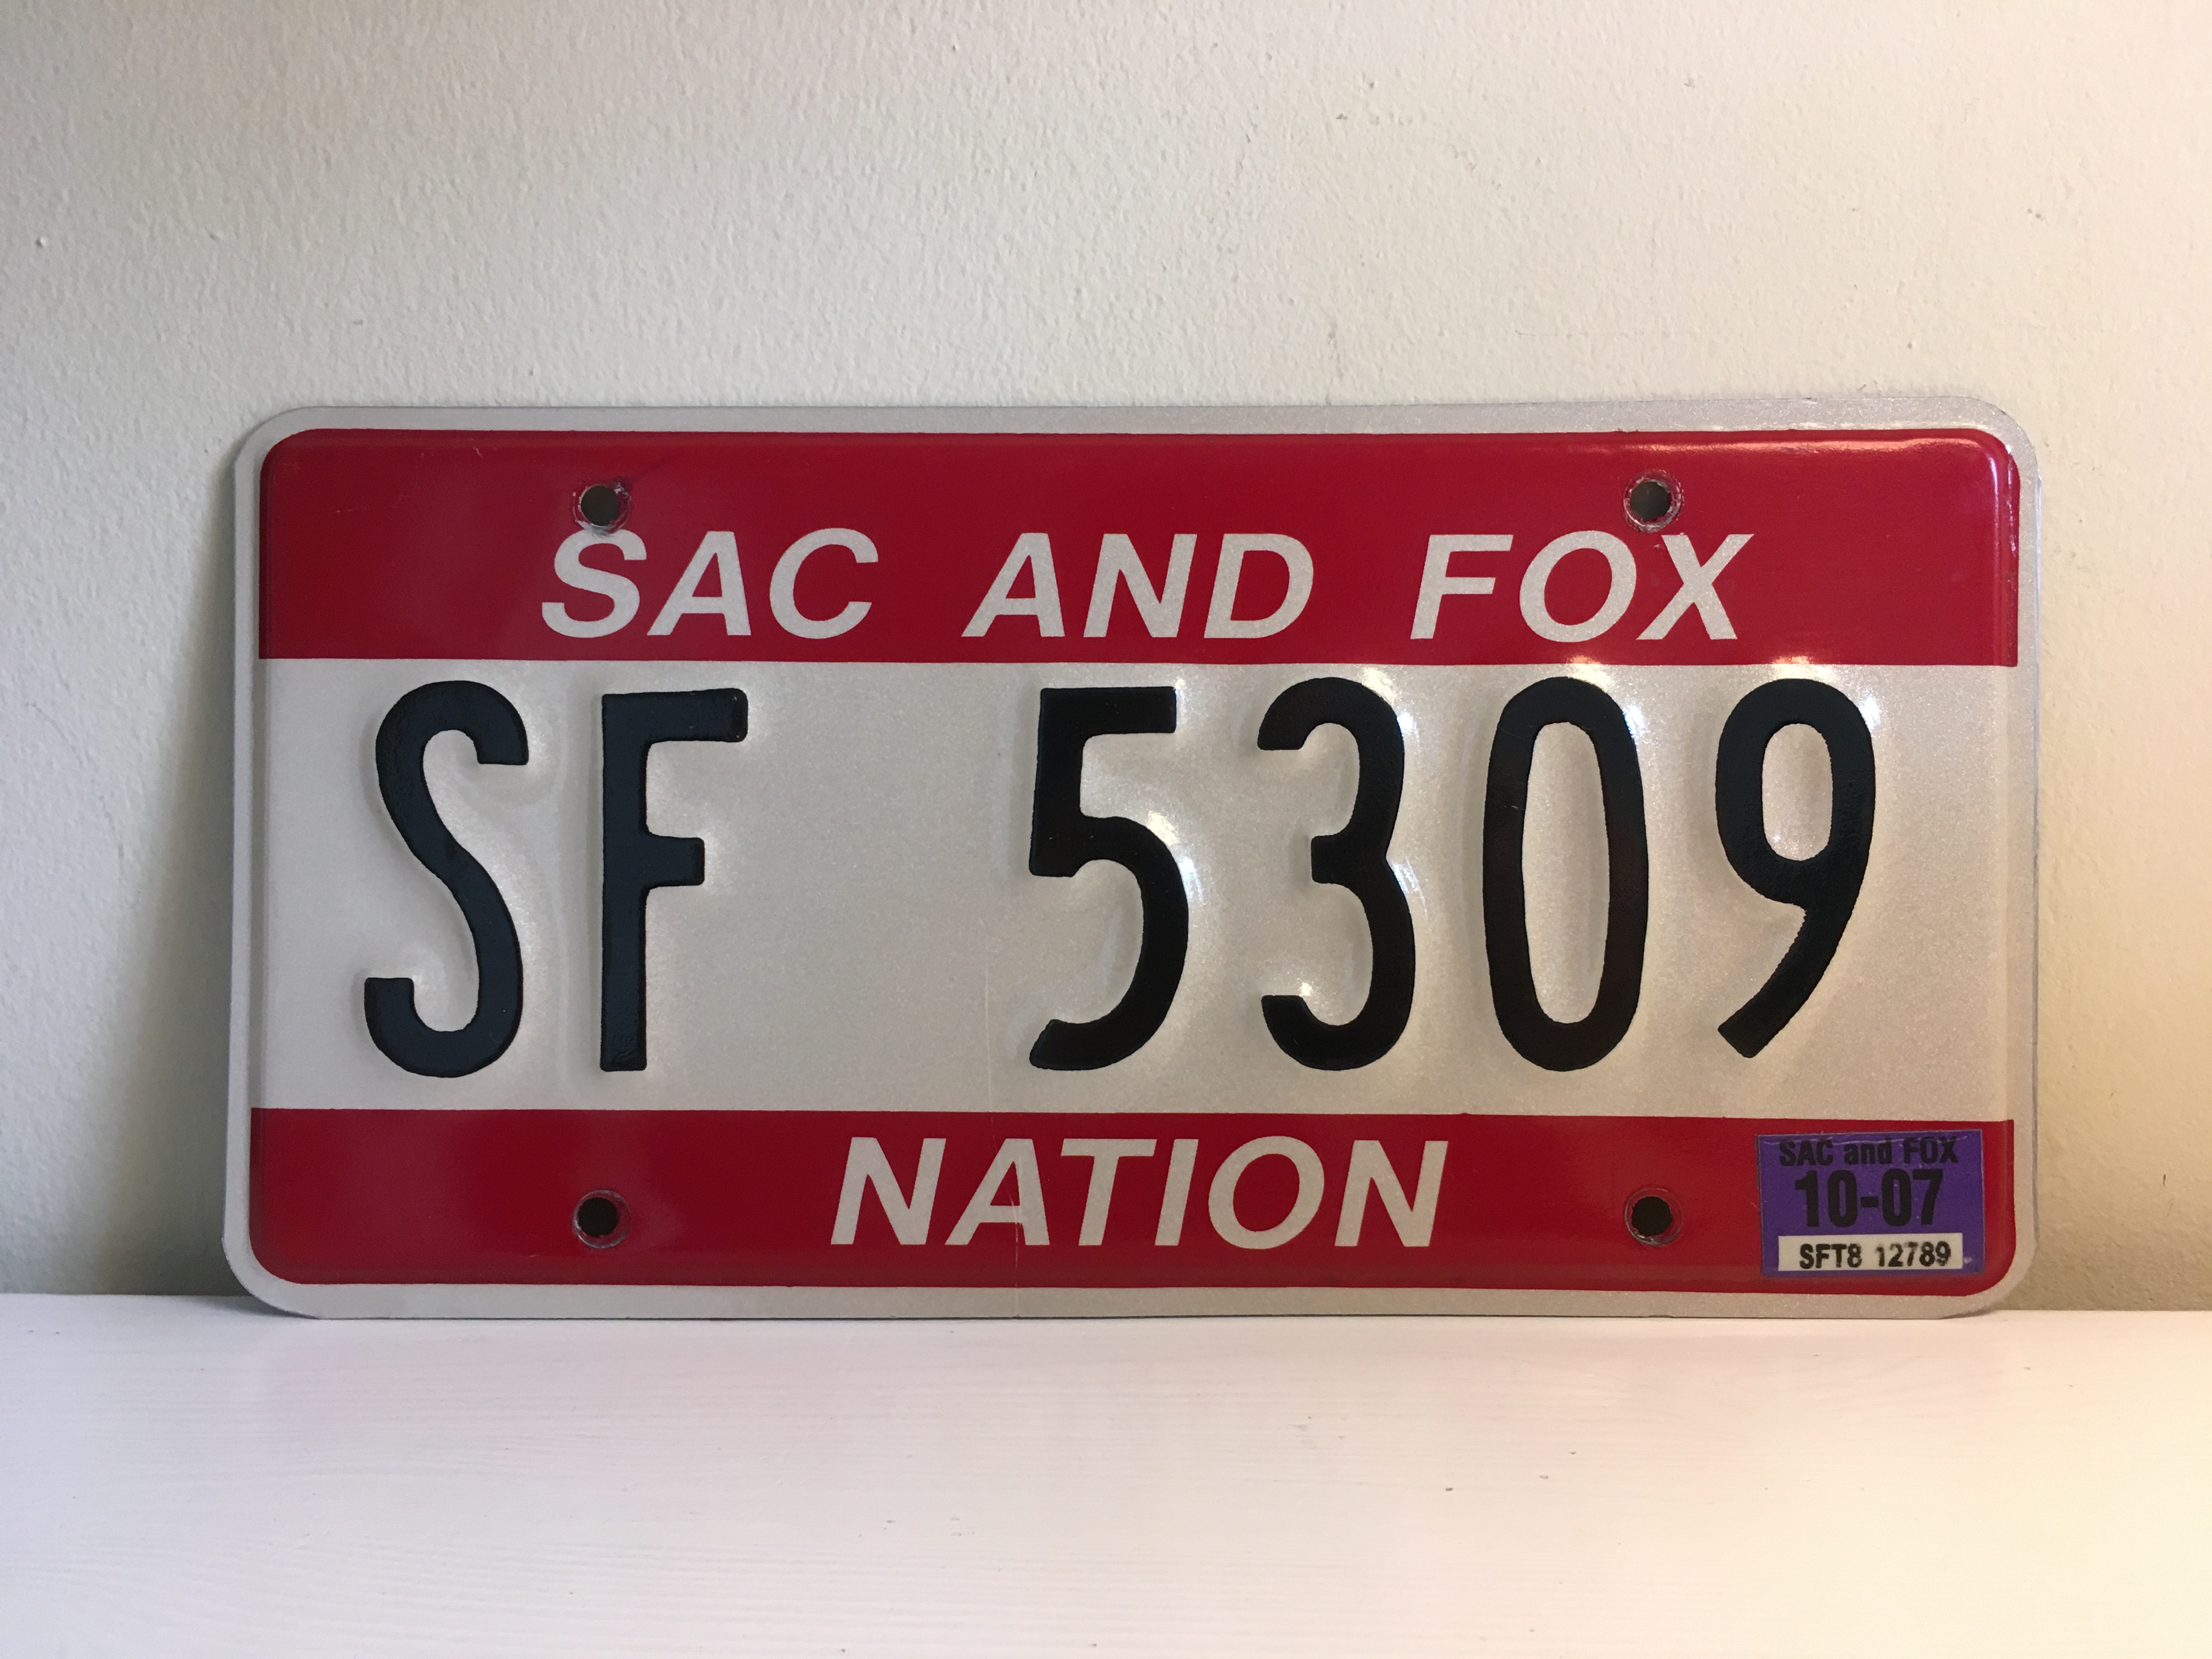 SAC AND FOX
SF 5309
NATION
SAC and FOX
10-07
SFT8 12789